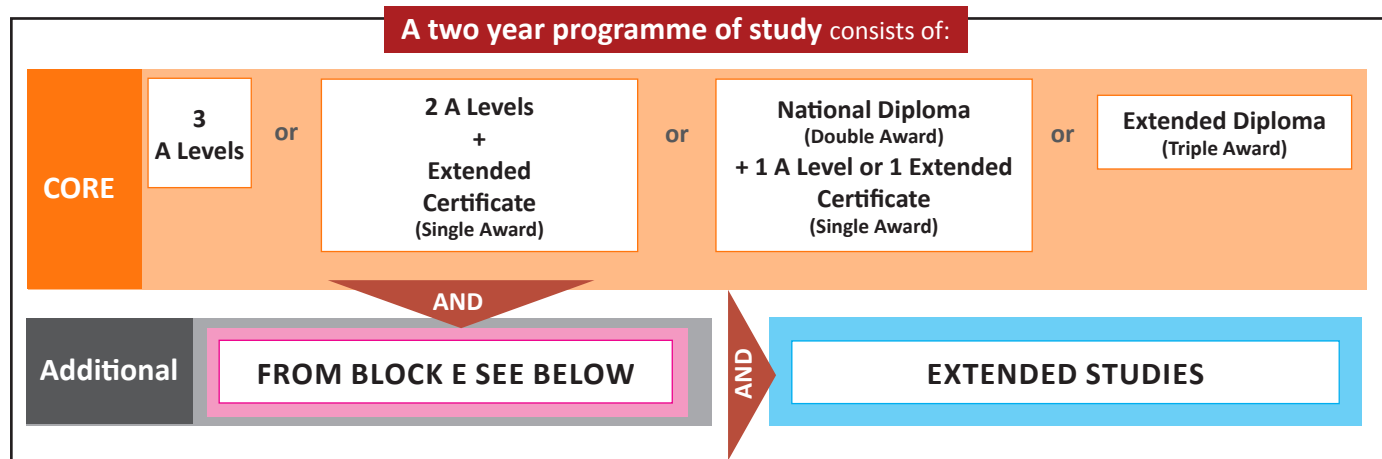 A two year programme of study consists of:
CORE
3
A Levels
or
2 A Levels
+
Extended
Certificate
(Single Award)
or
National Diploma
(Double Award)
+ 1 A Level or 1 Extended
Certificate
(Single Award)
or
Extended Diploma
(Triple Award)
AND
Additional
FROM BLOCK E SEE BELOW
AND
EXTENDED STUDIES